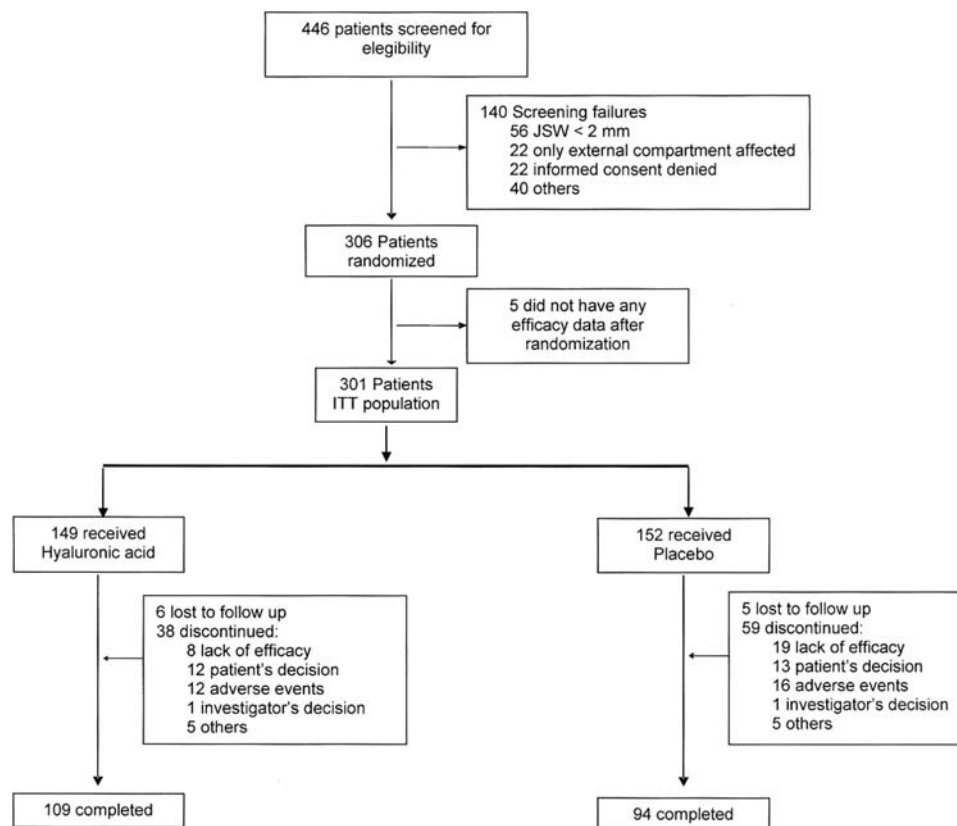 446 patients screened for
elegibility
140 Screening failures
56 JSW < 2 mm
22 only external compartment affected
22 informed consent denied
40 others
306 Patients
randomized
5 did not have any
efficacy data after
randomization
301 Patients
ITT population
149 received
Hyaluronic acid
152 received
Placebo
6 lost to follow up
38 discontinued:
8 lack of efficacy
12 patient's decision
12 adverse events
1 investigator's decision
5 others
5 lost to follow up
59 discontinued:
19 lack of efficacy
13 patient's decision
16 adverse events
1 investigator's decision
5 others
109 completed
94 completed